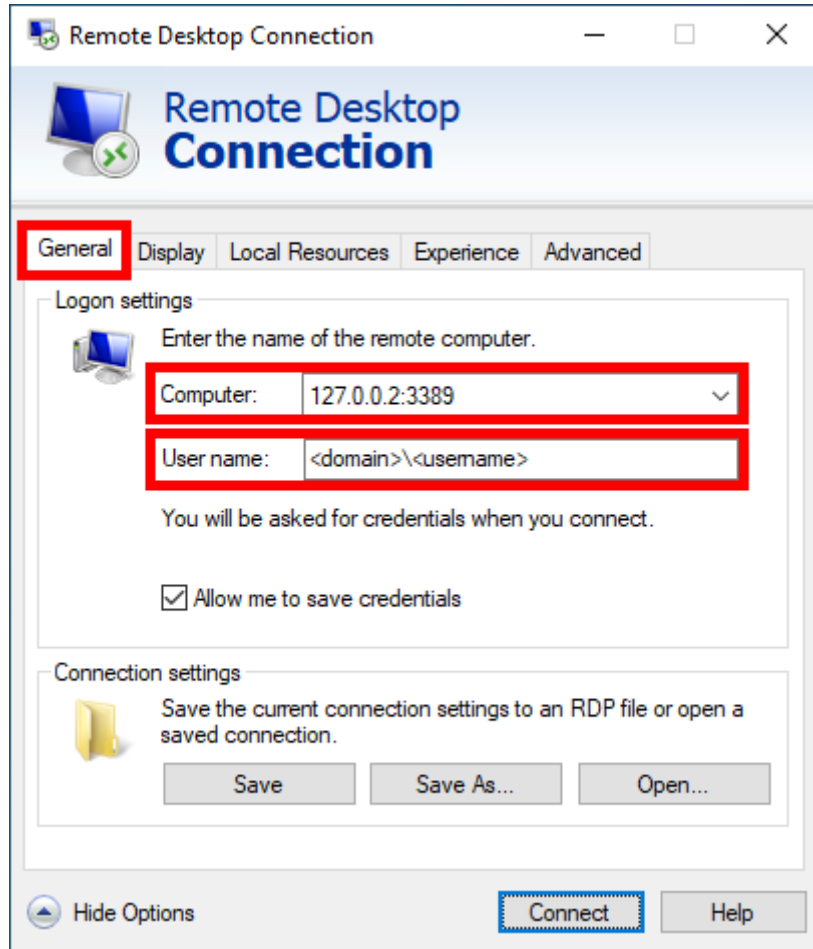 Remote Desktop Connection
Remote Desktop
Connection
General Display Local Resources Experience Advanced
Logon settings
Enter the name of the remote computer.
Computer: 127.0.0.2:3389
User name: <domain>\<username>
You will be asked for credentials when you connect.
Allow me to save credentials
Connection settings
Save the current connection settings to an RDP file or open a
saved connection.
Save Save As... Open...
Hide Options Connect Help